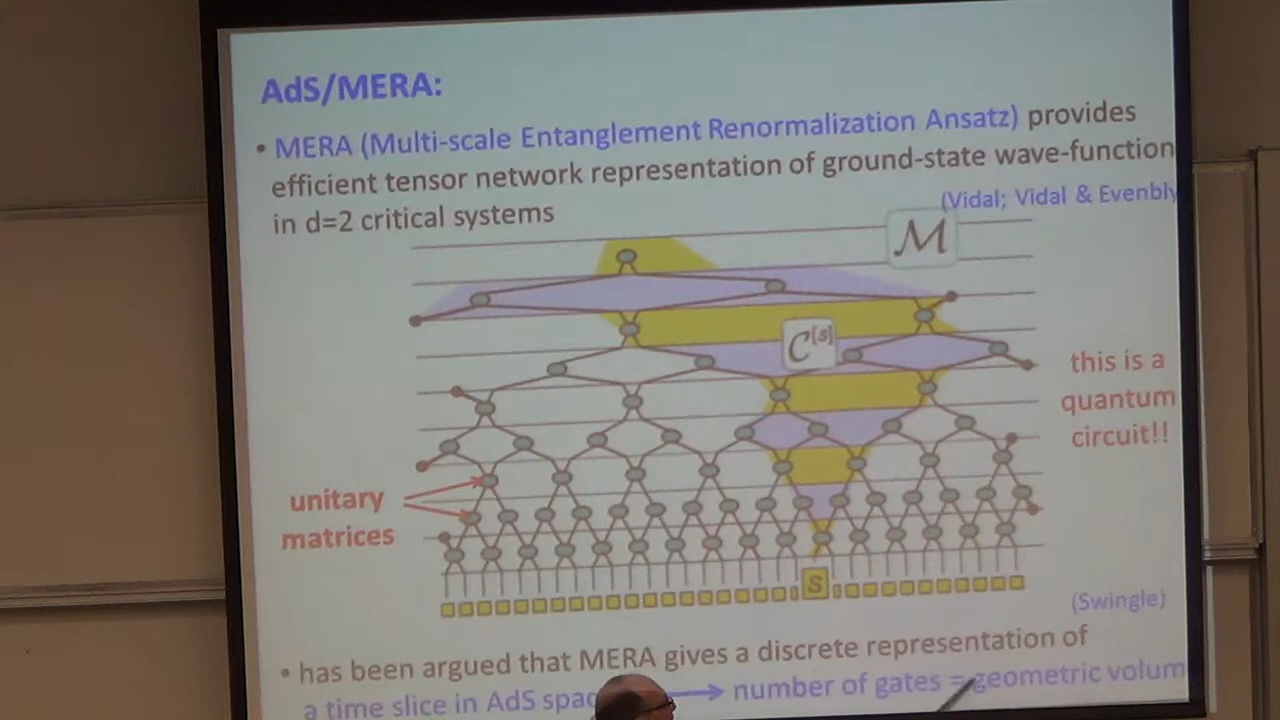 AdS/MERA:
• MERA (Multi-scale Entanglement Renormalization Ansatz) provides
efficient tensor network representation of ground-state wave-function
in d=2 critical systems
(Vidal; Vidal & Evenbly
M
C[s]
this is a
quantum
circuit!!
unitary
matrices
s
(Swingle)
• has been argued that MERA gives a discrete representation of
a time slice in AdS → number of gates = geometric